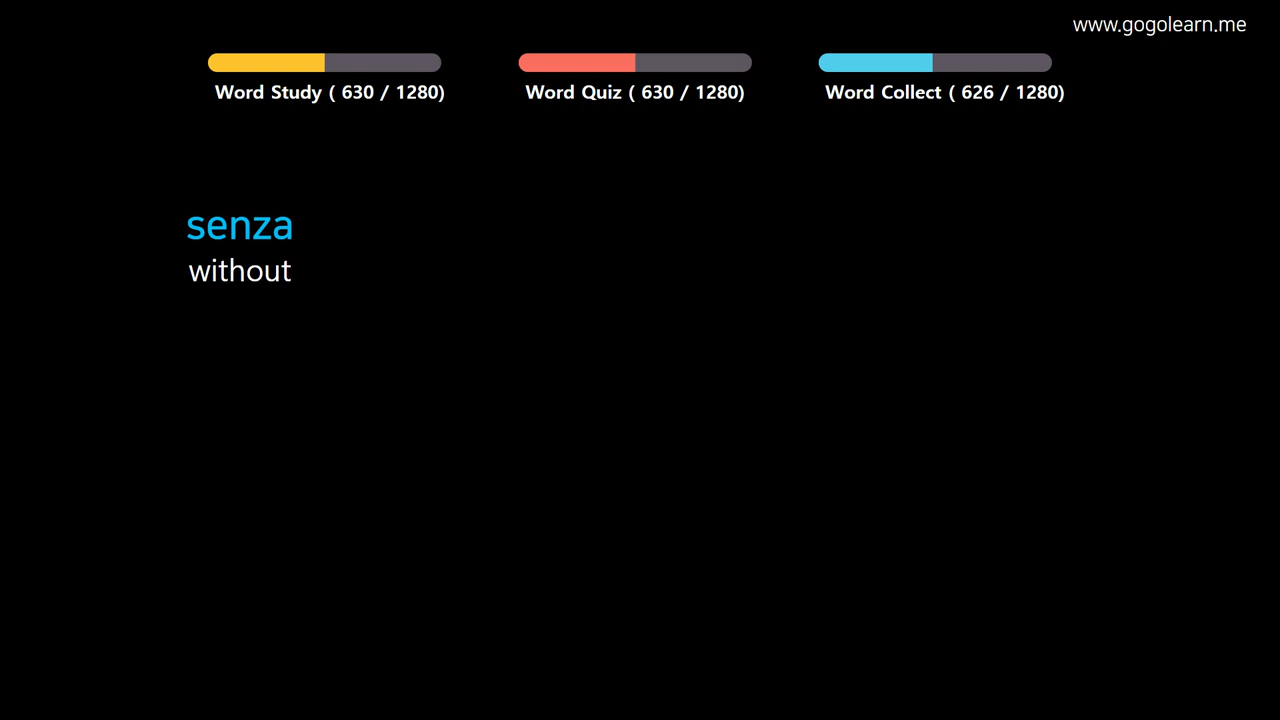 www.gogolearn.me
Word Study ( 630 / 1280)
Word Quiz ( 630 / 1280)
Word Collect ( 626 / 1280)
senza
without